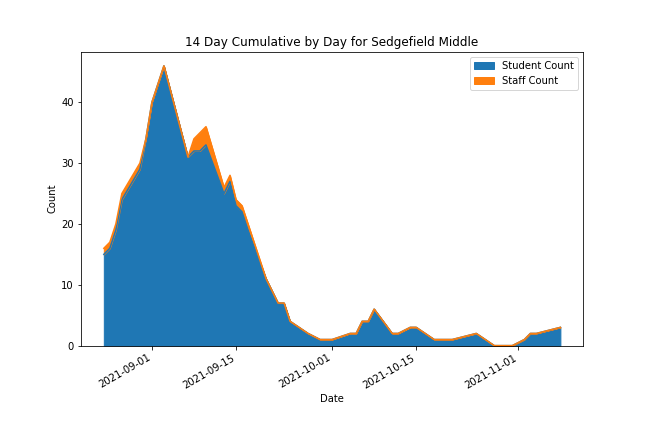 14 Day Cumulative by Day for Sedgefield Middle
Student Count
Staff Count
Count
40
30
20
10
0
2021-09-01
2021-09-15
2021-10-01
2021-10-15
2021-11-01
Date